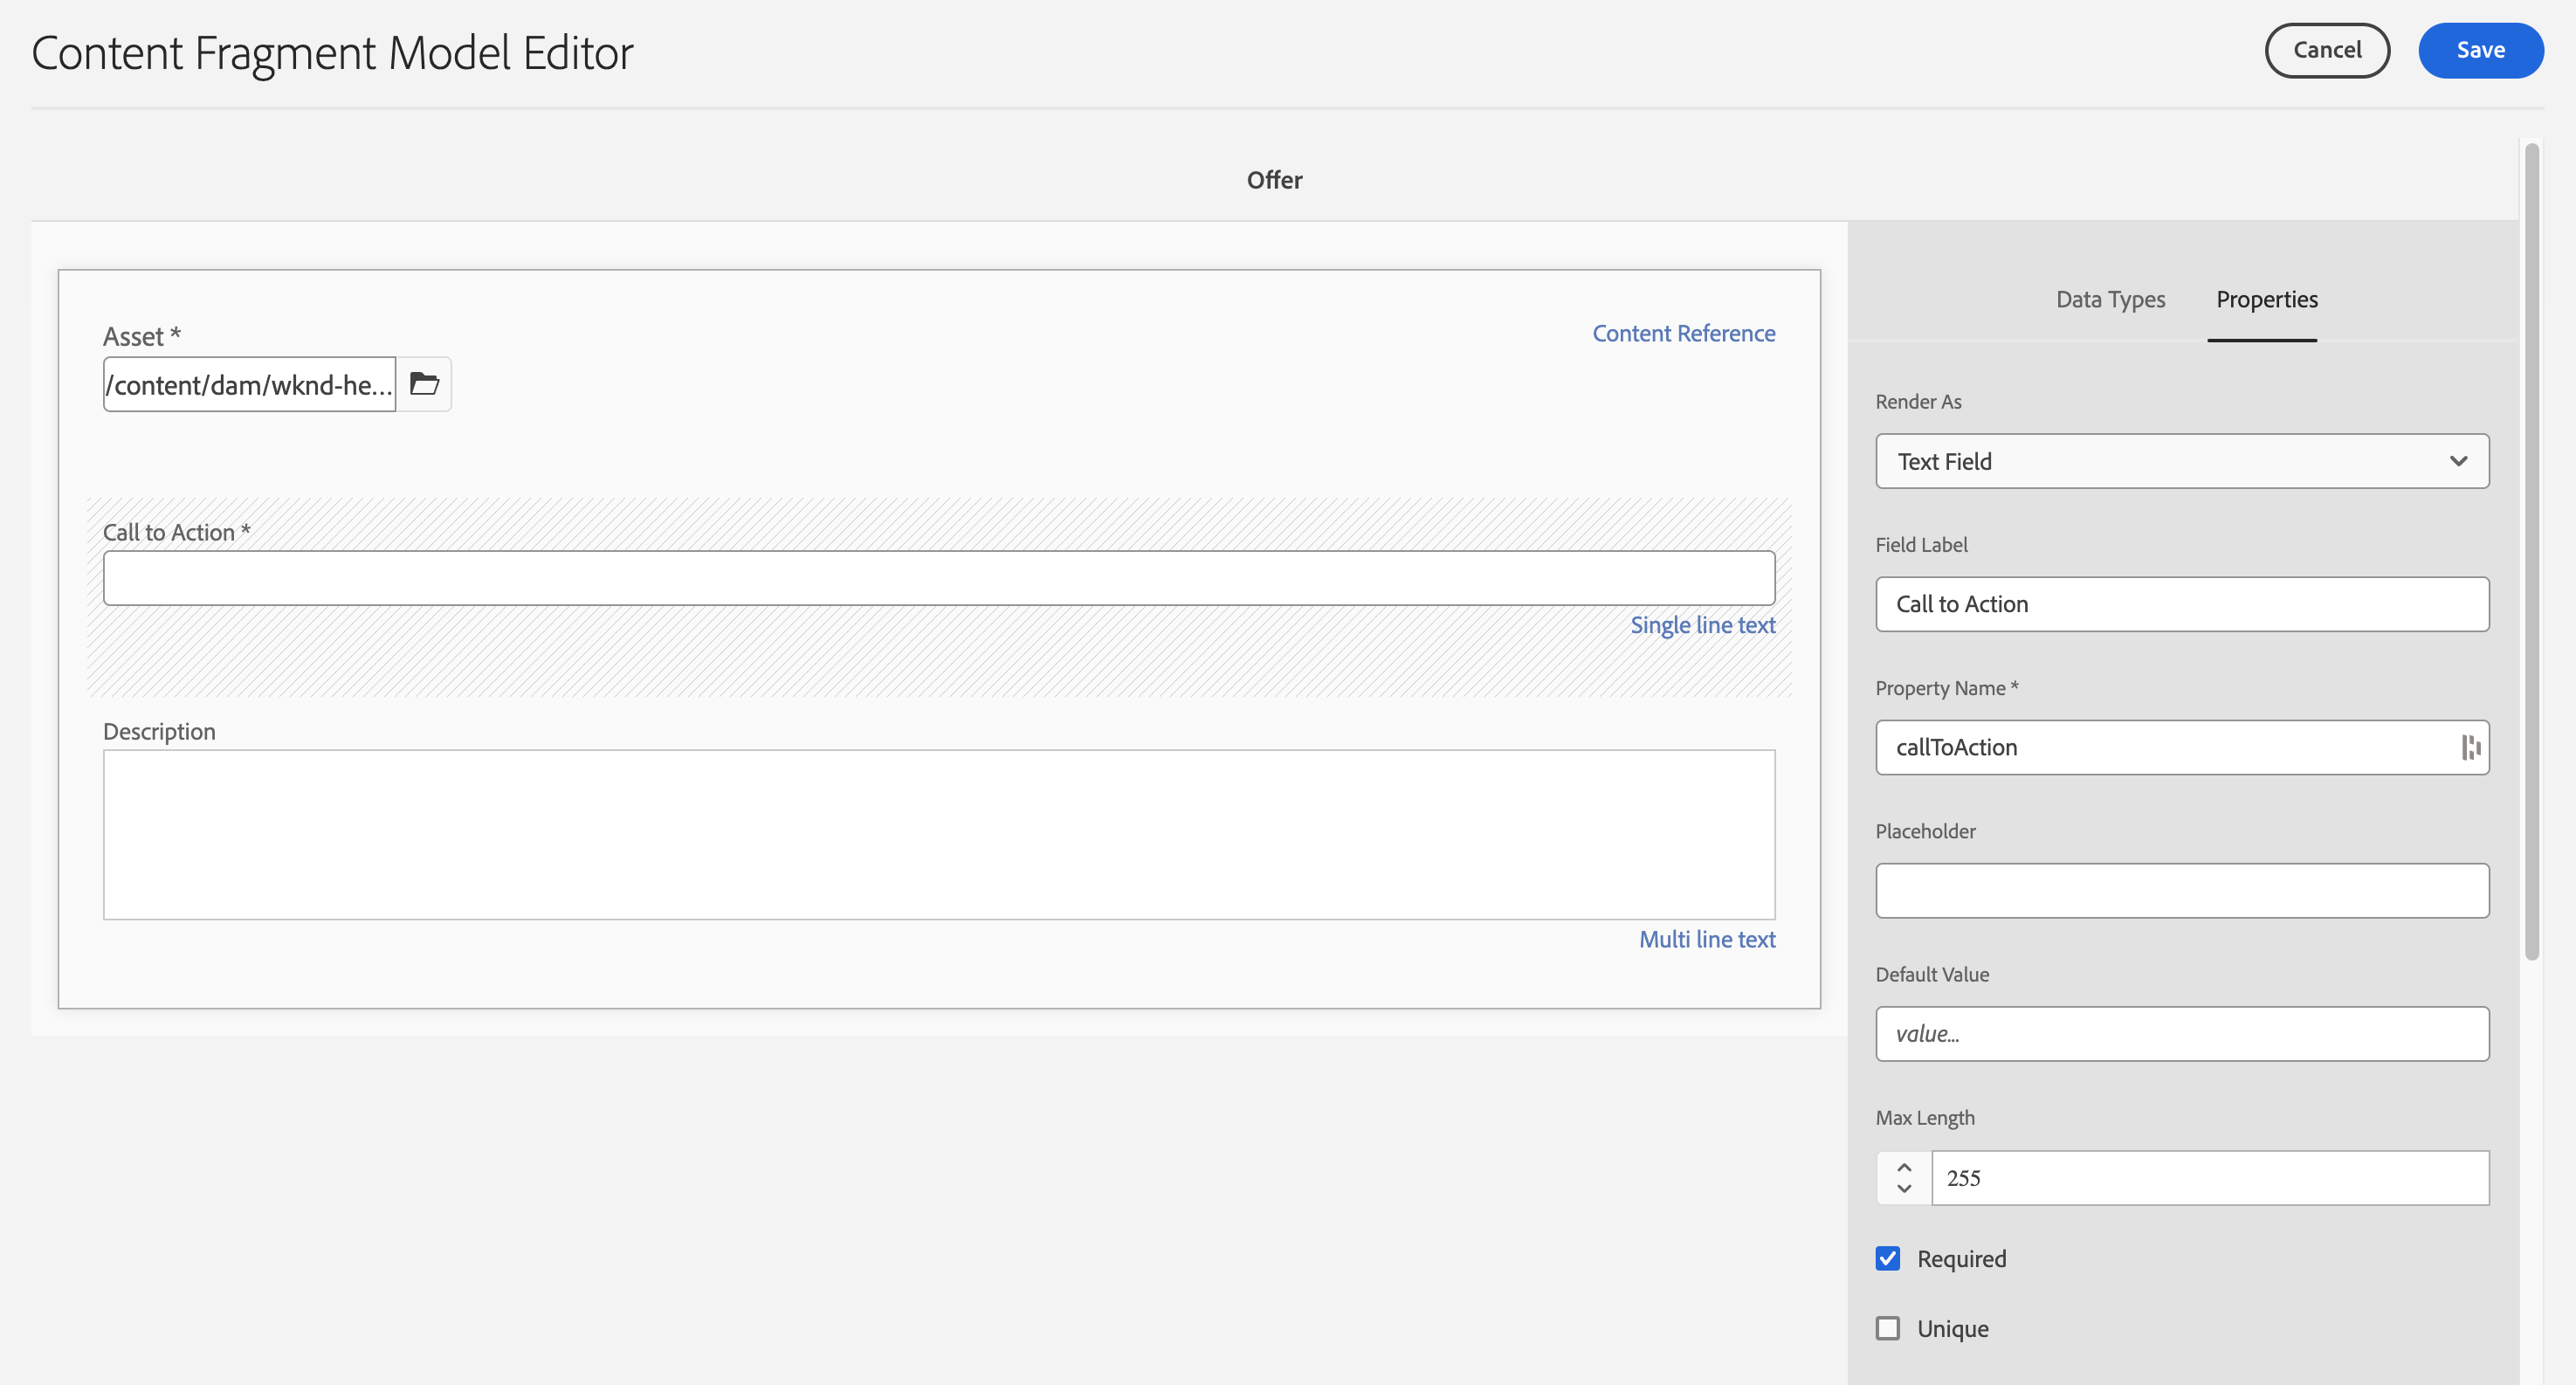 Content Fragment Model Editor
Cancel
Save
Offer
Asset *
Content Reference
/content/dam/wknd-he...
Call to Action *
Single line text
Description
Multi line text
Data Types
Properties
Render As
Text Field
Field Label
Call to Action
Property Name *
callToAction
Placeholder
Default Value
value...
Max Length
255
Required
Unique